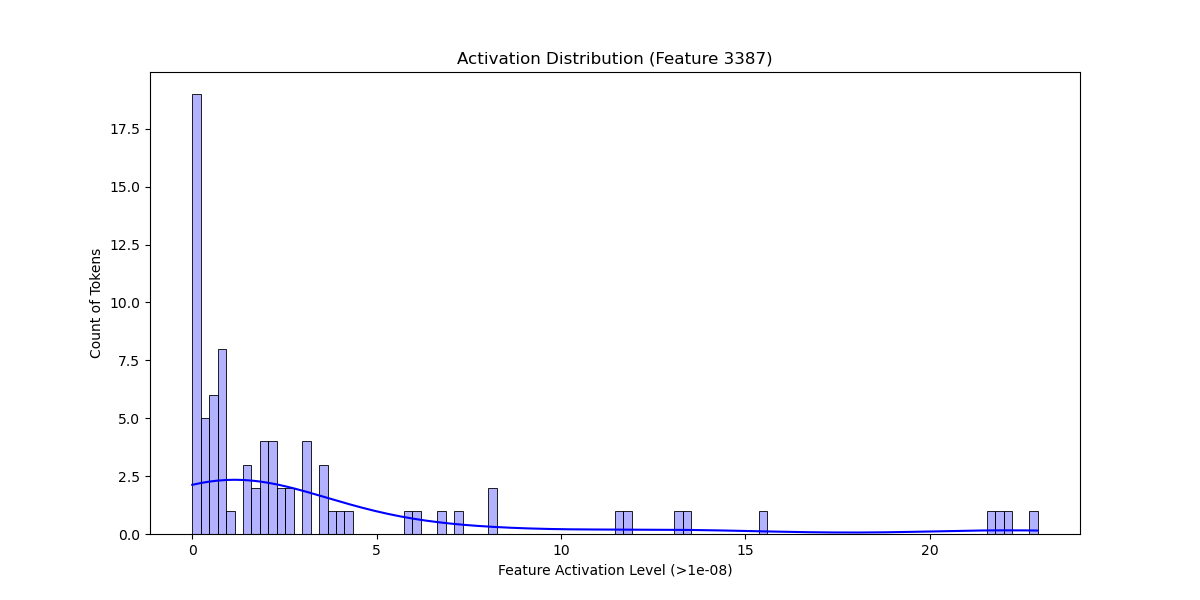 Activation Distribution (Feature 3387)
Count of Tokens
17.5
15.0
12.5
10.0
7.5
5.0
2.5
0.0
0 5 10 15 20
Feature Activation Level (>1e-08)